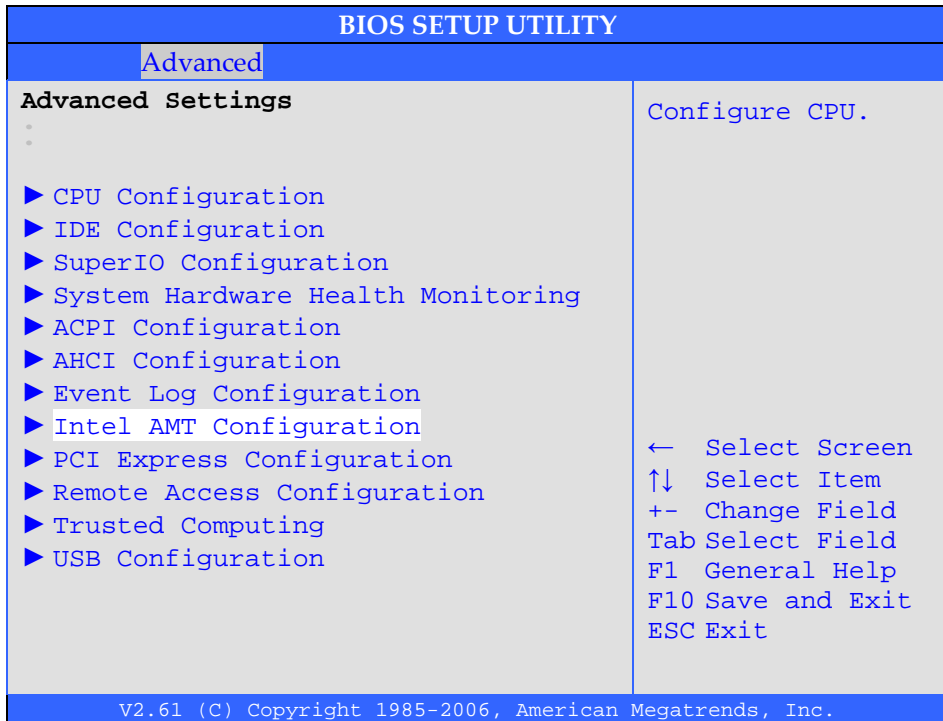 BIOS SETUP UTILITY
Advanced
Advanced Settings
:
► CPU Configuration
► IDE Configuration
► SuperIO Configuration
► System Hardware Health Monitoring
► ACPI Configuration
► AHCI Configuration
► Event Log Configuration
► Intel AMT Configuration
► PCI Express Configuration
► Remote Access Configuration
► Trusted Computing
► USB Configuration
Configure CPU.
← Select Screen
↑↓ Select Item
+- Change Field
Tab Select Field
F1 General Help
F10 Save and Exit
ESC Exit
V2.61 (C) Copyright 1985-2006, American Megatrends, Inc.